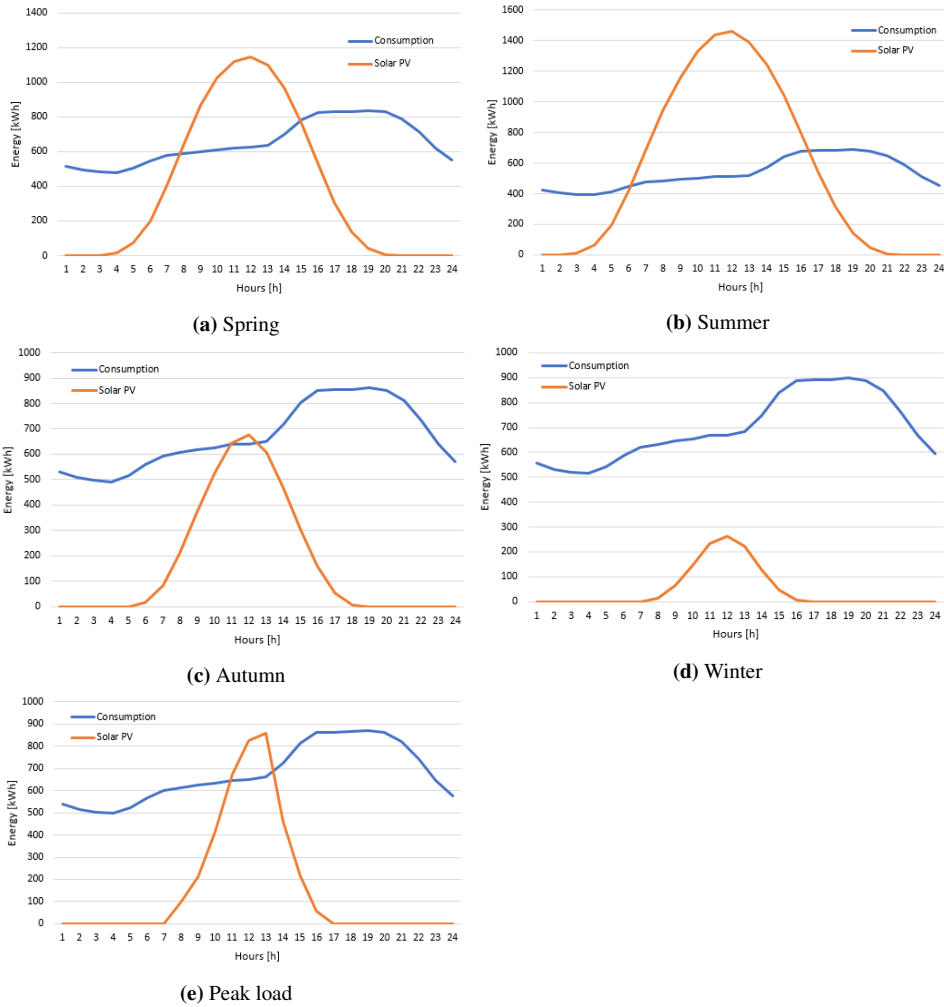 1400
1200
1000
800
600
400
200
0
Energy [kWh]
Consumption
Solar PV
1 2 3 4 5 6 7 8 9 10 11 12 13 14 15 16 17 18 19 20 21 22 23 24
Hours [h]
(a) Spring
1600
1400
1200
1000
800
600
400
200
0
Energy [kWh]
Consumption
Solar PV
1 2 3 4 5 6 7 8 9 10 11 12 13 14 15 16 17 18 19 20 21 22 23 24
Hours [h]
(b) Summer
1000
900
800
700
600
500
400
300
200
100
0
Energy [kWh]
Consumption
Solar PV
1 2 3 4 5 6 7 8 9 10 11 12 13 14 15 16 17 18 19 20 21 22 23 24
Hours [h]
(c) Autumn
1000
900
800
700
600
500
400
300
200
100
0
Energy [kWh]
Consumption
Solar PV
1 2 3 4 5 6 7 8 9 10 11 12 13 14 15 16 17 18 19 20 21 22 23 24
Hours [h]
(d) Winter
1000
900
800
700
600
500
400
300
200
100
0
Energy [kWh]
Consumption
Solar PV
1 2 3 4 5 6 7 8 9 10 11 12 13 14 15 16 17 18 19 20 21 22 23 24
Hours [h]
(e) Peak load